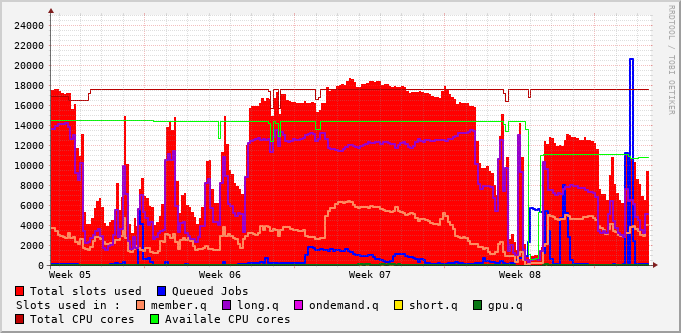 24000
22000
20000
18000
16000
14000
12000
10000
8000
6000
4000
2000
0
Week 05 Week 06 Week 07 Week 08
RRDTOOL / TOBI OETIKER
Total slots used Queued Jobs
Slots used in : member.q long.q ondemand.q short.q gpu.q
Total CPU cores Availale CPU cores